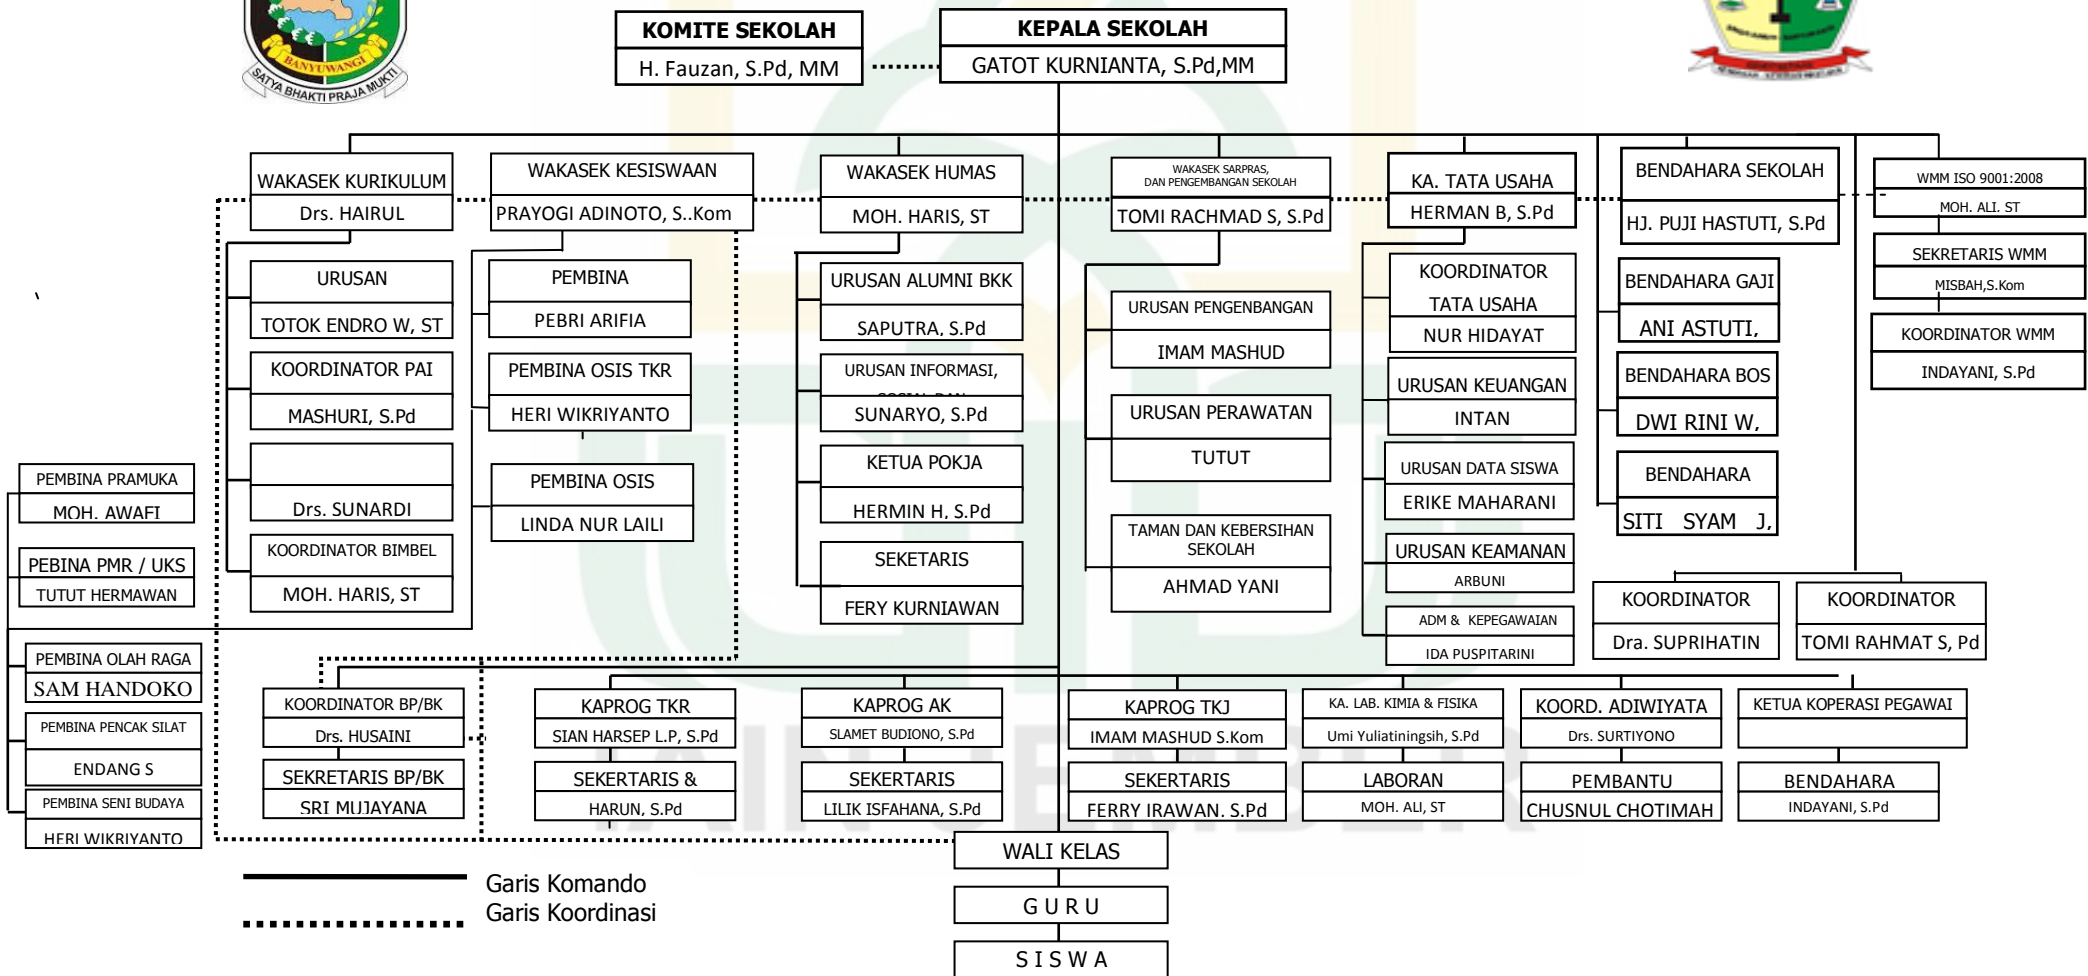 BANYUWANGI
SATYA BHAKTI PRAJA MUKTI
KOMITE SEKOLAH
H. Fauzan, S.Pd, MM
KEPALA SEKOLAH
GATOT KURNIANTA, S.Pd,MM
WAKASEK KURIKULUM
Drs. HAIRUL
WAKASEK KESISWAAN
PRAYOGI ADINOTO, S..Kom
WAKASEK HUMAS
MOH. HARIS, ST
WAKASEK SARPRAS,
DAN PENGEMBANGAN SEKOLAH
TOMI RACHMAD S, S.Pd
KA. TATA USAHA
HERMAN B, S.Pd
BENDAHARA SEKOLAH
HJ. PUJI HASTUTI, S.Pd
WMM ISO 9001:2008
MOH. ALI. ST
SEKRETARIS WMM
MISBAH,S.Kom
KOORDINATOR WMM
INDAYANI, S.Pd
URUSAN
TOTOK ENDRO W, ST
KOORDINATOR PAI
MASHURI, S.Pd
Drs. SUNARDI
KOORDINATOR BIMBEL
MOH. HARIS, ST
PEMBINA
PEBRI ARIFIA
PEMBINA OSIS TKR
HERI WIKRIYANTO
PEMBINA OSIS
LINDA NUR LAILI
URUSAN ALUMNI BKK
SAPUTRA, S.Pd
URUSAN INFORMASI,
SOSIAL DAN
SUNARYO, S.Pd
KETUA POKJA
HERMIN H, S.Pd
SEKETARIS
FERY KURNIAWAN
URUSAN PENGENBANGAN
IMAM MASHUD
URUSAN PERAWATAN
TUTUT
TAMAN DAN KEBERSIHAN
SEKOLAH
AHMAD YANI
KOORDINATOR
TATA USAHA
NUR HIDAYAT
URUSAN KEUANGAN
INTAN
URUSAN DATA SISWA
ERIKE MAHARANI
URUSAN KEAMANAN
ARBUNI
ADM & KEPEGAWAIAN
IDA PUSPITARINI
BENDAHARA GAJI
ANI ASTUTI,
BENDAHARA BOS
DWI RINI W,
BENDAHARA
SITI SYAM J,
KOORDINATOR
Dra. SUPRIHATIN
KOORDINATOR
TOMI RAHMAT S, Pd
PEMBINA PRAMUKA
MOH. AWAFI
PEBINA PMR / UKS
TUTUT HERMAWAN
PEMBINA OLAH RAGA
SAM HANDOKO
PEMBINA PENCAK SILAT
ENDANG S
PEMBINA SENI BUDAYA
HERI WIKRIYANTO
KOORDINATOR BP/BK
Drs. HUSAINI
SEKRETARIS BP/BK
SRI MUJAYANA
KAPROG TKR
SIAN HARSEP L.P, S.Pd
SEKERTARIS &
HARUN, S.Pd
KAPROG AK
SLAMET BUDIONO, S.Pd
SEKERTARIS
LILIK ISFAHANA, S.Pd
KAPROG TKJ
IMAM MASHUD S.Kom
SEKERTARIS
FERRY IRAWAN. S.Pd
KA. LAB. KIMIA & FISIKA
Umi Yuliatiningsih, S.Pd
LABORAN
MOH. ALI, ST
KOORD. ADIWIYATA
Drs. SURTIYONO
PEMBANTU
CHUSNUL CHOTIMAH
KETUA KOPERASI PEGAWAI
BENDAHARA
INDAYANI, S.Pd
IAIN JEMBER
WALI KELAS
G U R U
S I S W A
Garis Komando
Garis Koordinasi